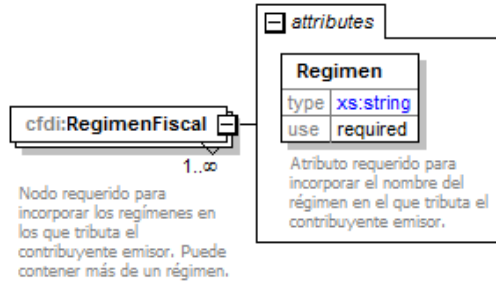 attributes
Regimen
type xs:string
use required
cfdi:RegimenFiscal
1..∞
Atributo requerido para
incorporar el nombre del
régimen en el que tributa el
contribuyente emisor.
Nodo requerido para
incorporar los regímenes en
los que tributa el
contribuyente emisor. Puede
contener más de un régimen.